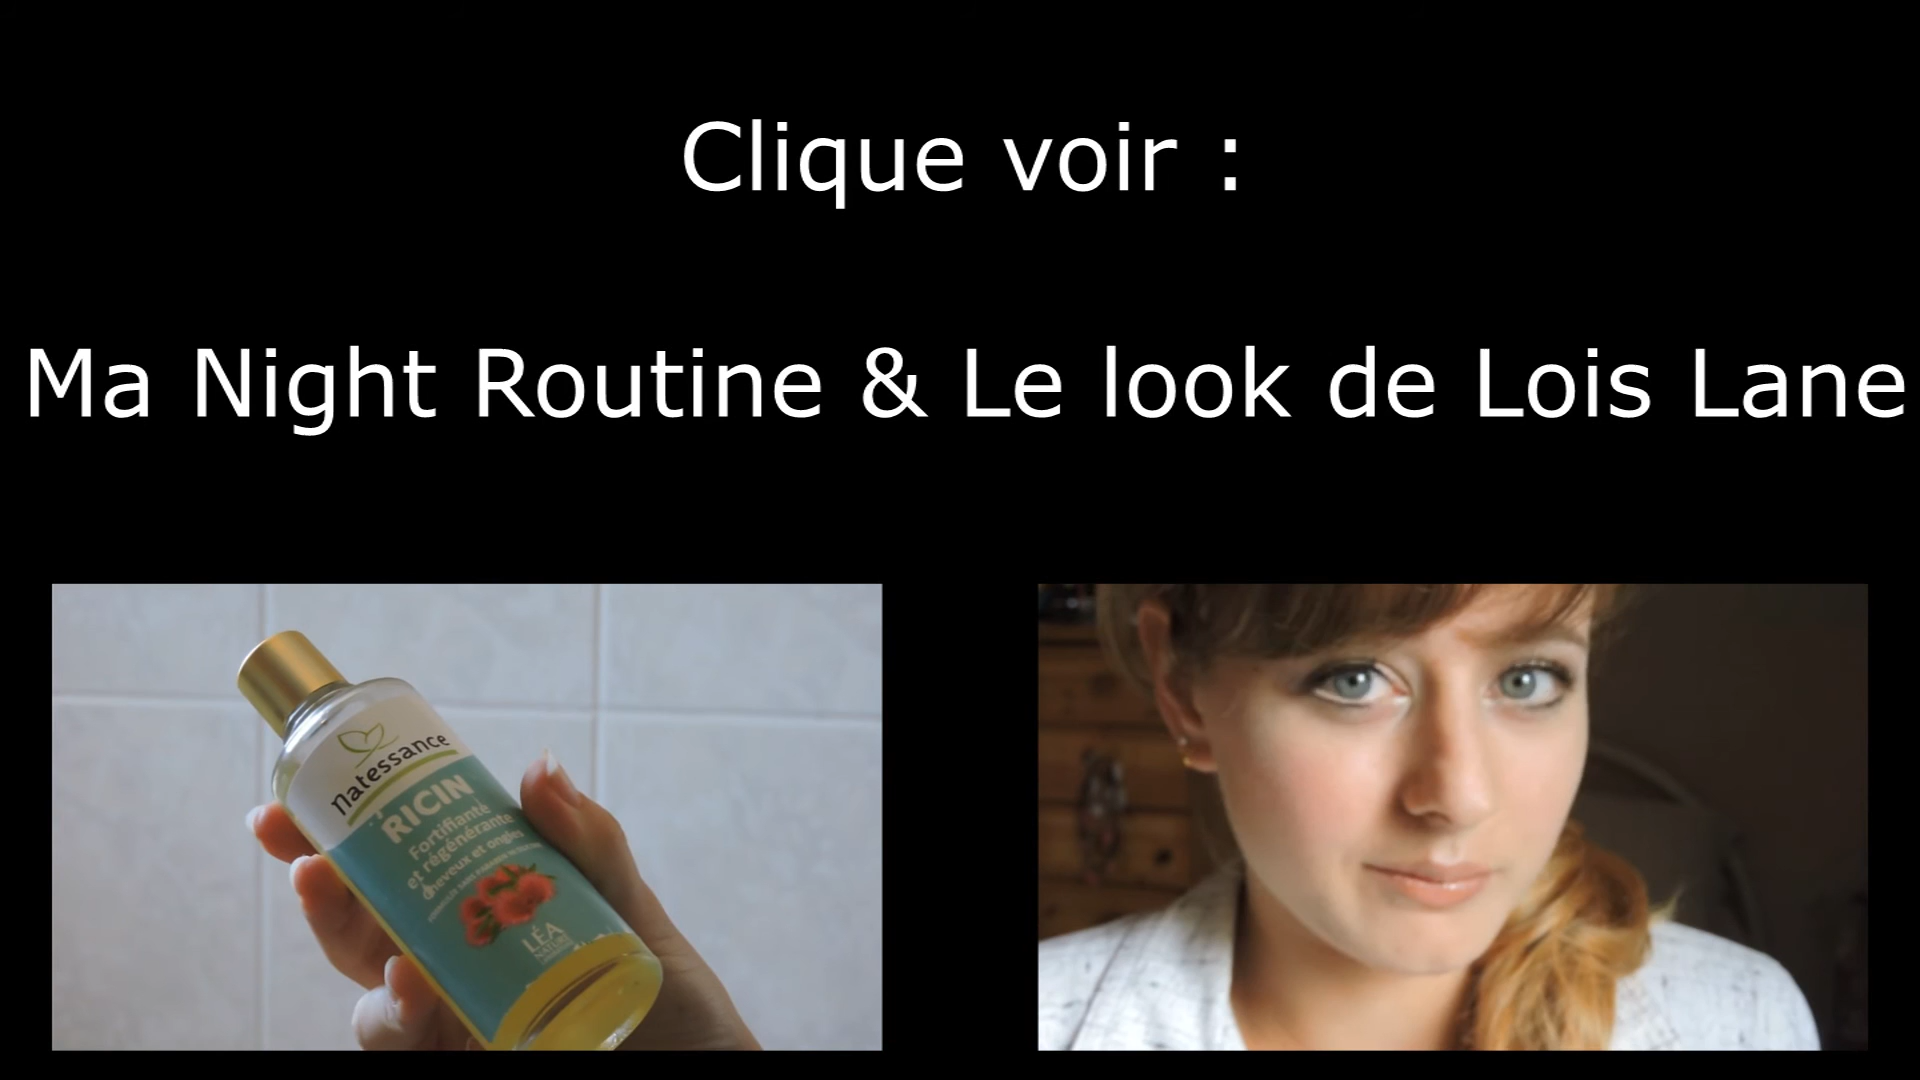 Clique voir :
Ma Night Routine & Le look de Lois Lane
natessance
RICIN
Fortifiante
et régénérante
cheveux et ongles
LÉA
NATURE